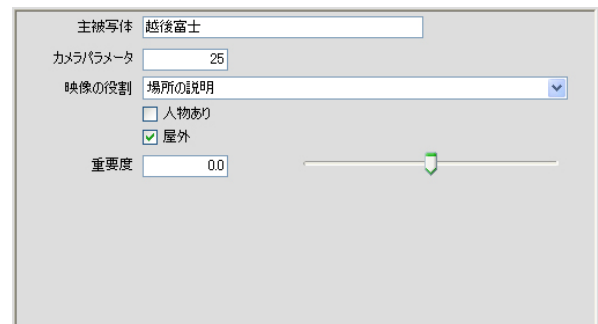 主被写体 越後富士
カメラパラメータ 25
映像の役割 場所の説明
人物あり
屋外
重要度 0.0